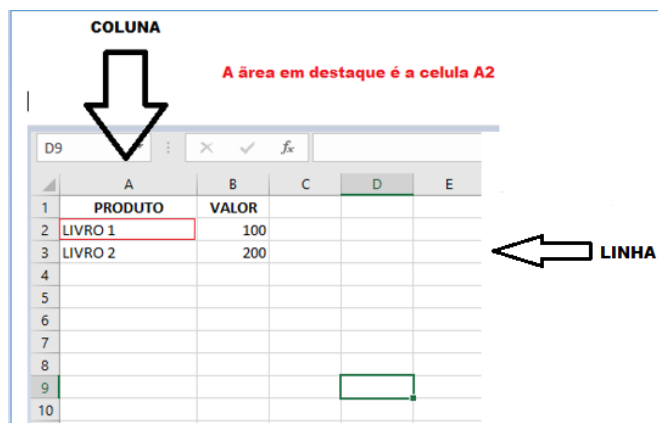 COLUNA
A ärea em destaque é a celula A2
D9 fx
A B C D E
1 PRODUTO VALOR
2 LIVRO 1 100
3 LIVRO 2 200
LINHA
4
5
6
7
8
9
10